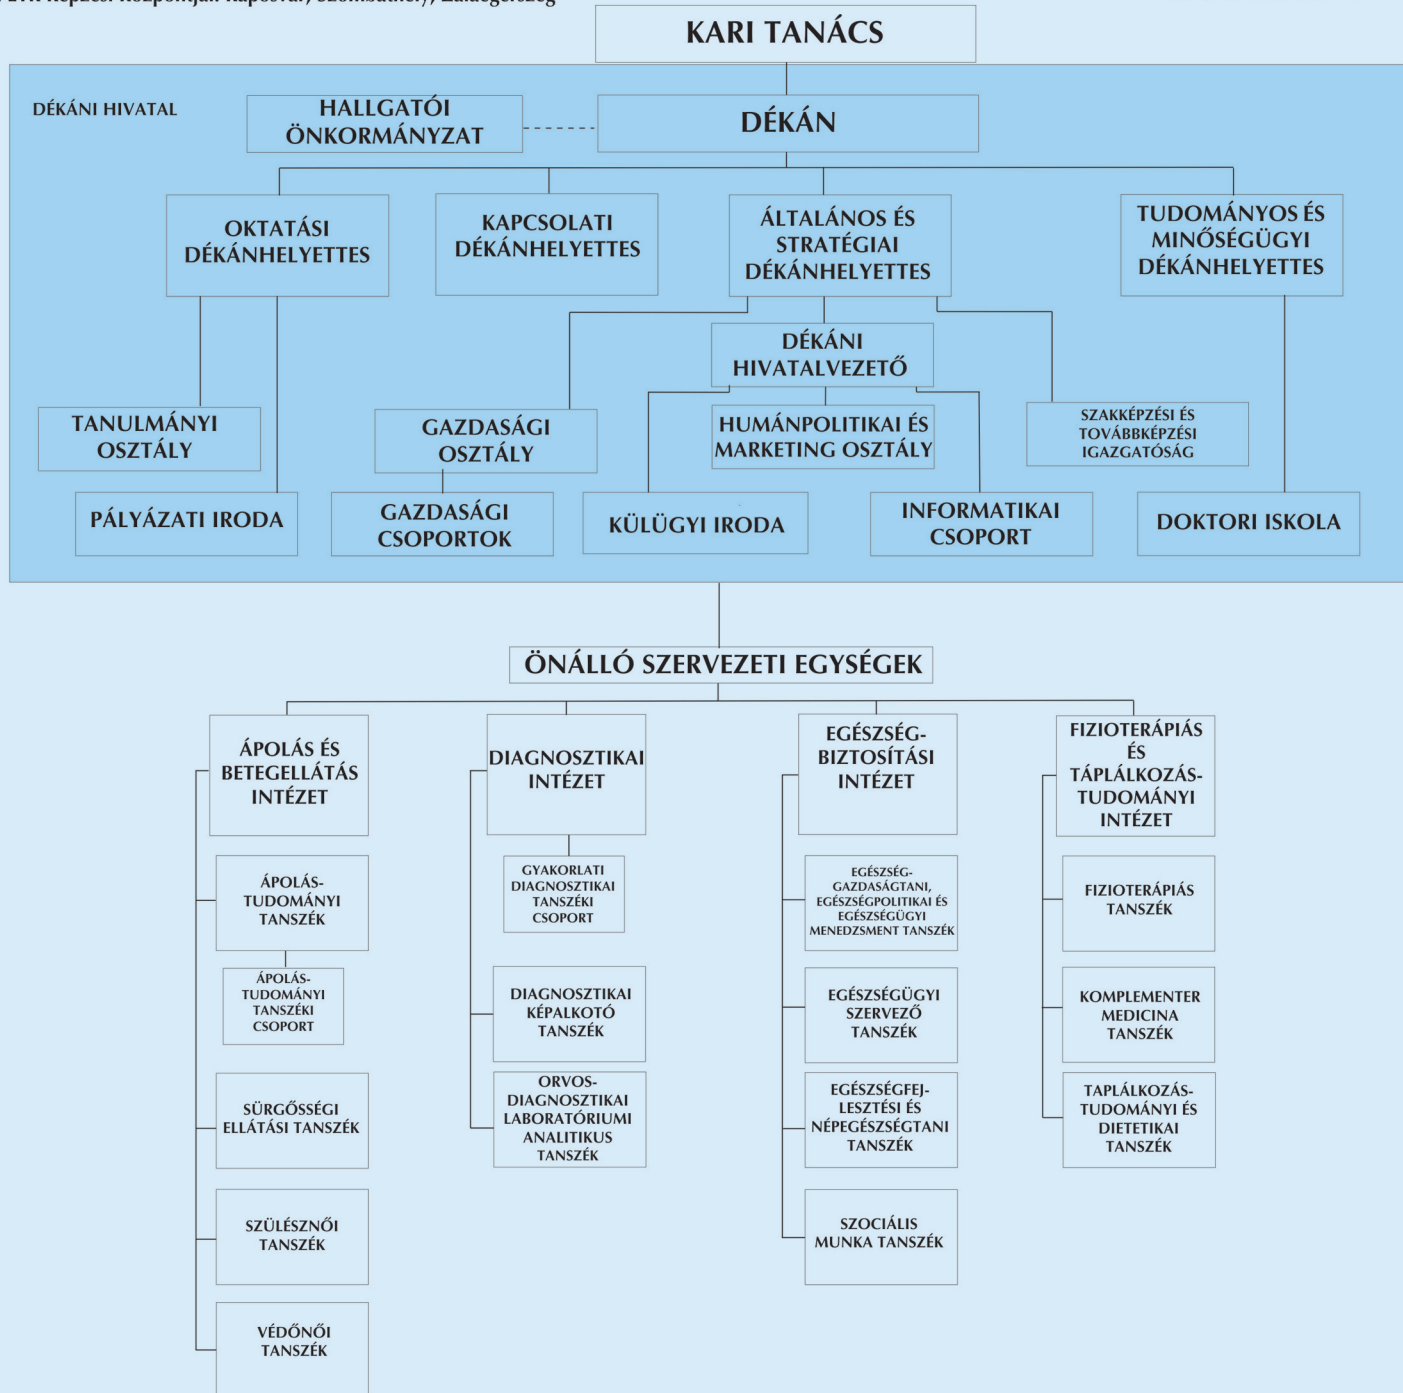 Képzési Központjai: Kaposvár, Szombathely, Zalaegerszeg
KARI TANÁCS
DÉKÁNI HIVATAL
HALLGATÓI
ÖNKORMÁNYZAT
DÉKÁN
OKTATÁSI
DÉKÁNHELYETTES
KAPCSOLATI
DÉKÁNHELYETTES
ÁLTALÁNOS ÉS
STRATÉGIAI
DÉKÁNHELYETTES
TUDOMÁNYOS ÉS
MINŐSÉGÜGYI
DÉKÁNHELYETTES
DÉKÁNI
HIVATALVEZETŐ
TANULMÁNYI
OSZTÁLY
GAZDASÁGI
OSZTÁLY
HUMÁNPOLITIKAI ÉS
MARKETING OSZTÁLY
SZAKKÉPZÉSI ÉS
TOVÁBBKÉPZÉSI
IGAZGATÓSÁG
PÁLYÁZATI IRODA
GAZDASÁGI
CSOPORTOK
KÜLÜGYI IRODA
INFORMATIKAI
CSOPORT
DOKTORI ISKOLA
ÖNÁLLÓ SZERVEZETI EGYSÉGEK
ÁPOLÁS ÉS
BETEGELLÁTÁS
INTÉZET
ÁPOLÁS-
TUDOMÁNYI
TANSZÉK
ÁPOLÁS-
TUDOMÁNYI
TANSZÉKI
CSOPORT
SÜRGŐSSÉGI
ELLÁTÁSI TANSZÉK
SZÜLÉSZNŐI
TANSZÉK
VÉDŐNŐI
TANSZÉK
DIAGNOSZTIKAI
INTÉZET
GYAKORLATI
DIAGNOSZTIKAI
TANSZÉKI
CSOPORT
DIAGNOSZTIKAI
KÉPALKOTÓ
TANSZÉK
ORVOS-
DIAGNOSZTIKAI
LABORATÓRIUMI
ANALITIKUS
TANSZÉK
EGÉSZSÉG-
BIZTOSÍTÁSI
INTÉZET
EGÉSZSÉG-
GAZDASÁGTANI,
EGÉSZSÉGPOLITIKAI ÉS
EGÉSZSÉGÜGYI
MENEDZSMENT TANSZÉK
EGÉSZSÉGÜGYI
SZERVEZŐ
TANSZÉK
EGÉSZSÉGFEJ-
LESZTÉSI ÉS
NÉPEGÉSZSÉGTANI
TANSZÉK
SZOCIÁLIS
MUNKA TANSZÉK
FIZIOTERÁPIÁS
ÉS
TÁPLÁLKOZÁS-
TUDOMÁNYI
INTÉZET
FIZIOTERÁPIÁS
TANSZÉK
KOMPLEMENTER
MEDICINA
TANSZÉK
TAPLÁLKOZÁS-
TUDOMÁNYI ÉS
DIETETIKAI
TANSZÉK